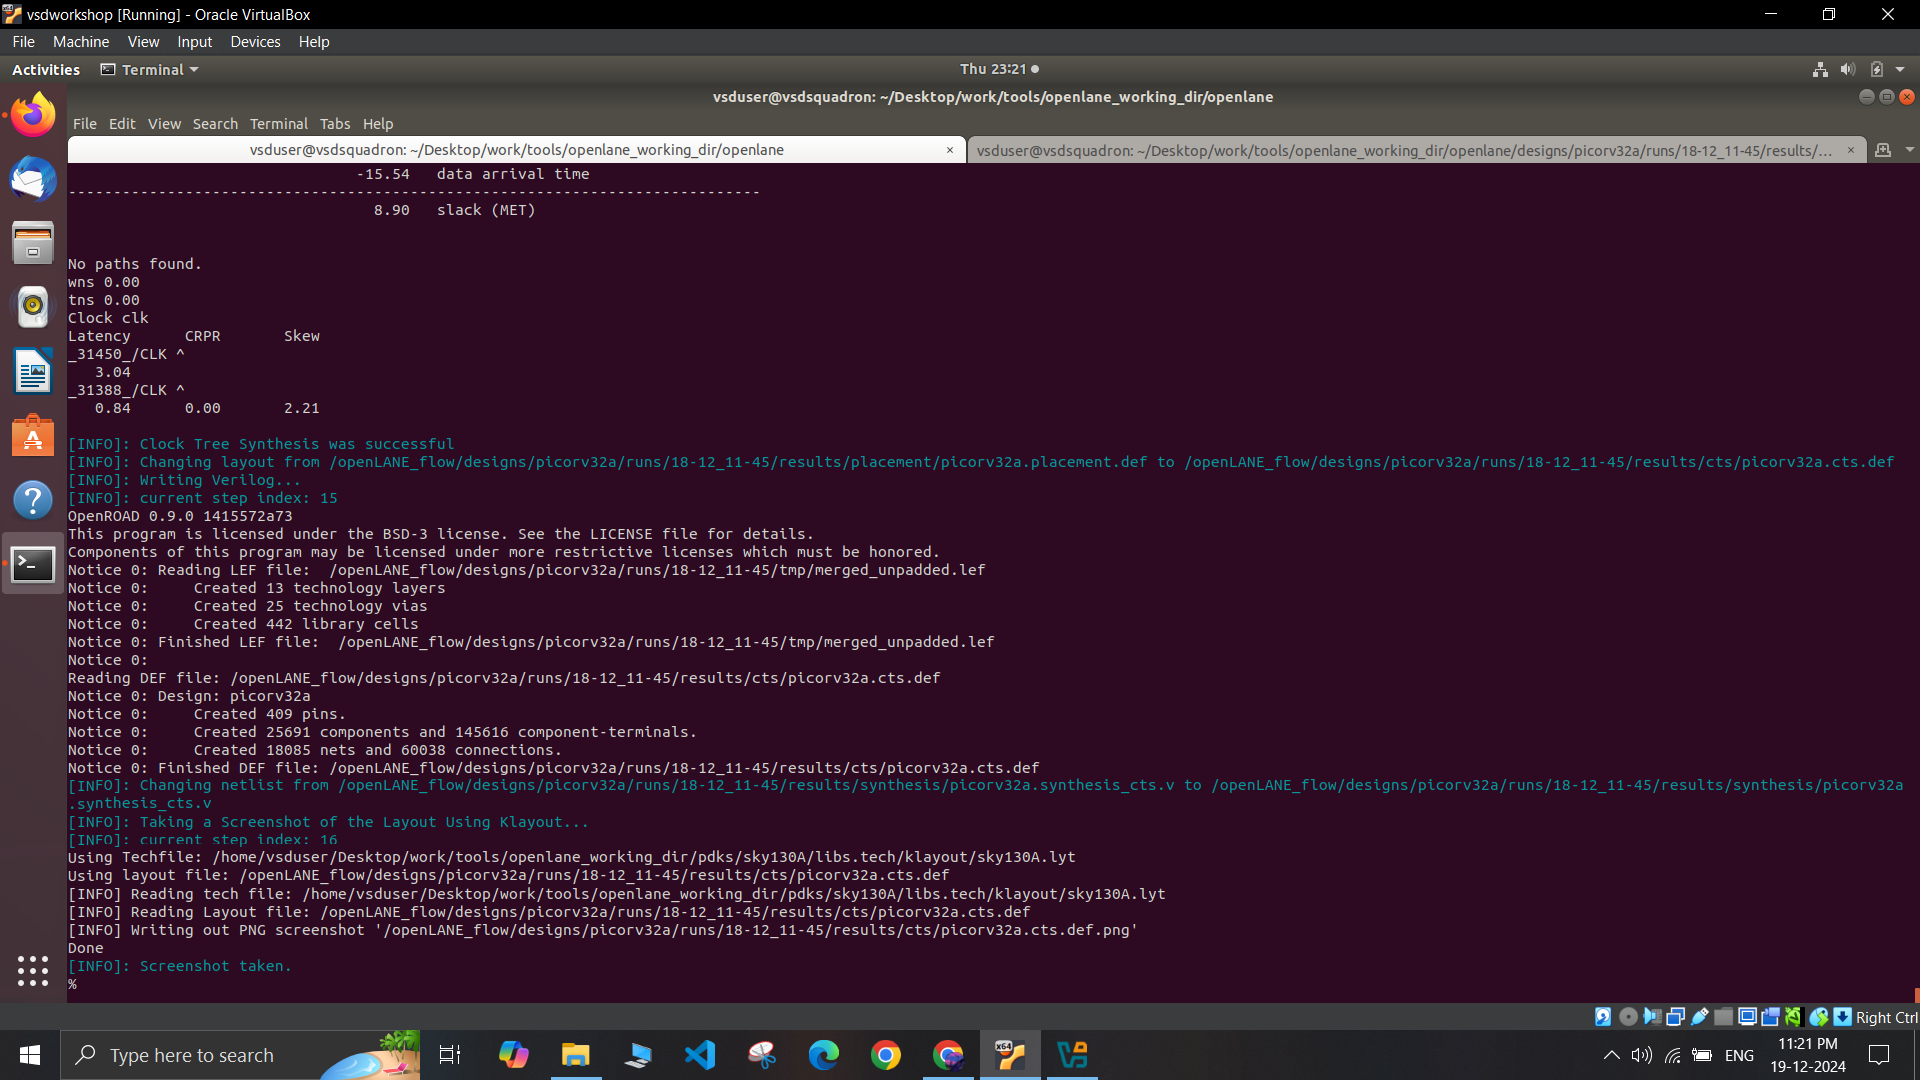 vsdworkshop [Running] - Oracle VirtualBox
File Machine View Input Devices Help
Activities Terminal Thu 23:21
vsduser@vsdsquadron: ~/Desktop/work/tools/openlane_working_dir/openlane
File Edit View Search Terminal Tabs Help
vsduser@vsdsquadron: ~/Desktop/work/tools/openlane_working_dir/openlane × vsduser@vsdsquadron: ~/Desktop/work/tools/openlane_working_dir/openlane/designs/picorv32a/runs/18-12_11-45/results/... ×
-15.54 data arrival time
-----------------------------------------------------------------------------
8.90 slack (MET)
No paths found.
wns 0.00
tns 0.00
Clock clk
Latency CRPR Skew
_31450_/CLK ^
3.04
_31388_/CLK ^
0.84 0.00 2.21
[INFO]: Clock Tree Synthesis was successful
[INFO]: Changing layout from /openLANE_flow/designs/picorv32a/runs/18-12_11-45/results/placement/picorv32a.placement.def to /openLANE_flow/designs/picorv32a/runs/18-12_11-45/results/cts/picorv32a.cts.def
[INFO]: Writing Verilog...
[INFO]: current step index: 15
OpenROAD 0.9.0 1415572a73
This program is licensed under the BSD-3 license. See the LICENSE file for details.
Components of this program may be licensed under more restrictive licenses which must be honored.
Notice 0: Reading LEF file:  /openLANE_flow/designs/picorv32a/runs/18-12_11-45/tmp/merged_unpadded.lef
Notice 0:     Created 13 technology layers
Notice 0:     Created 25 technology vias
Notice 0:     Created 442 library cells
Notice 0: Finished LEF file:  /openLANE_flow/designs/picorv32a/runs/18-12_11-45/tmp/merged_unpadded.lef
Notice 0:
Reading DEF file: /openLANE_flow/designs/picorv32a/runs/18-12_11-45/results/cts/picorv32a.cts.def
Notice 0: Design: picorv32a
Notice 0:     Created 409 pins.
Notice 0:     Created 25691 components and 145616 component-terminals.
Notice 0:     Created 18085 nets and 60038 connections.
Notice 0: Finished DEF file: /openLANE_flow/designs/picorv32a/runs/18-12_11-45/results/cts/picorv32a.cts.def
[INFO]: Changing netlist from /openLANE_flow/designs/picorv32a/runs/18-12_11-45/results/synthesis/picorv32a.synthesis_cts.v to /openLANE_flow/designs/picorv32a/runs/18-12_11-45/results/synthesis/picorv32a
.synthesis_cts.v
[INFO]: Taking a Screenshot of the Layout Using Klayout...
[INFO]: current step index: 16
Using Techfile: /home/vsduser/Desktop/work/tools/openlane_working_dir/pdks/sky130A/libs.tech/klayout/sky130A.lyt
Using layout file: /openLANE_flow/designs/picorv32a/runs/18-12_11-45/results/cts/picorv32a.cts.def
[INFO] Reading tech file: /home/vsduser/Desktop/work/tools/openlane_working_dir/pdks/sky130A/libs.tech/klayout/sky130A.lyt
[INFO] Reading Layout file: /openLANE_flow/designs/picorv32a/runs/18-12_11-45/results/cts/picorv32a.cts.def
[INFO] Writing out PNG screenshot '/openLANE_flow/designs/picorv32a/runs/18-12_11-45/results/cts/picorv32a.cts.def.png'
Done
[INFO]: Screenshot taken.
%
Right Ctrl
Type here to search
x64
ENG
11:21 PM
19-12-2024